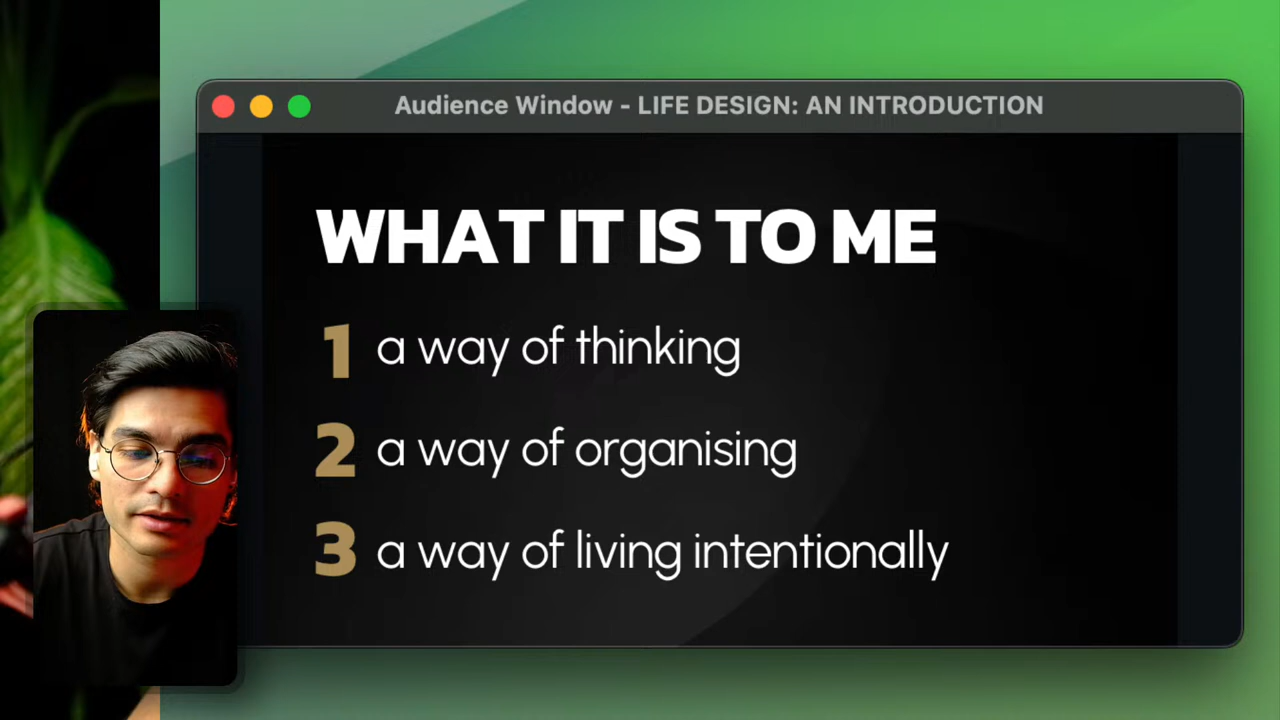 Audience Window - LIFE DESIGN: AN INTRODUCTION
WHAT IT IS TO ME
1 a way of thinking
2 a way of organising
3 a way of living intentionally